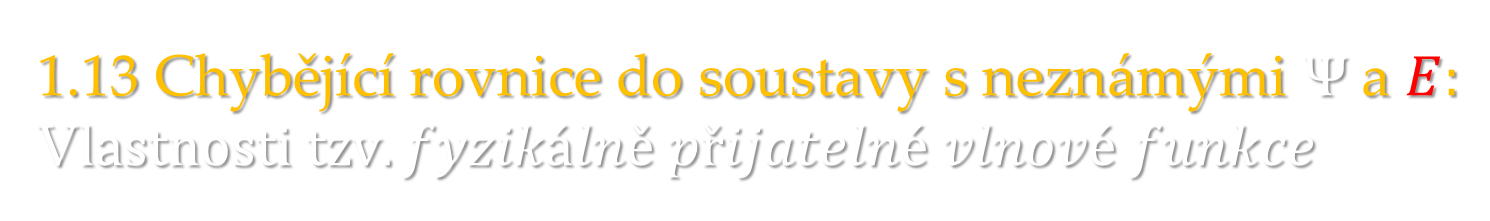 1.13 Chybějící rovnice do soustavy s neznámými Ψ a E:
Vlastnosti tzv. fyzikálně přijatelné vlnové funkce